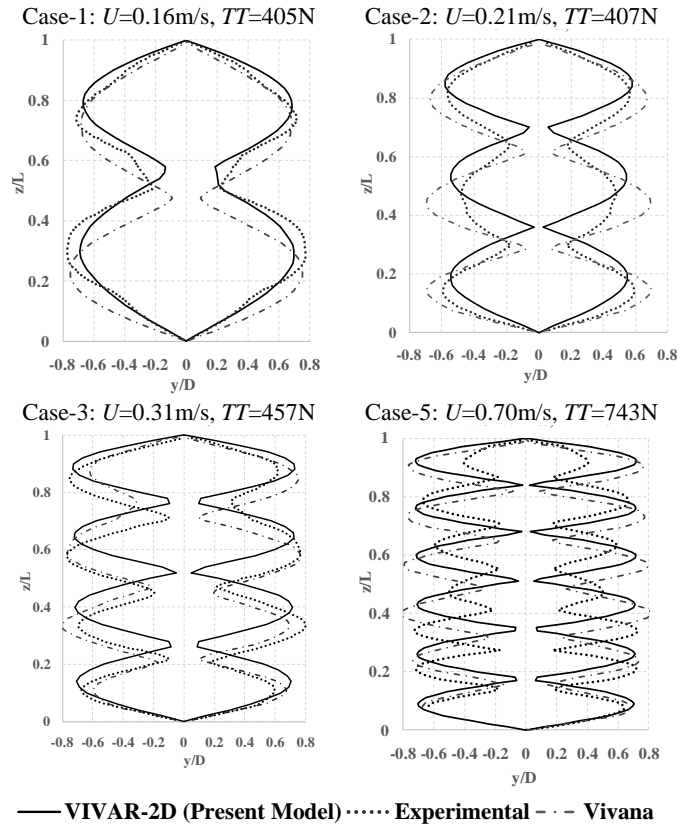 Case-1: U=0.16m/s, TT=405N
Case-2: U=0.21m/s, TT=407N
1
0.8
0.6
z/L
0.4
0.2
0
-0.8 -0.6 -0.4 -0.2 0 0.2 0.4 0.6 0.8
y/D
1
0.8
0.6
z/L
0.4
0.2
0
-0.8 -0.6 -0.4 -0.2 0 0.2 0.4 0.6 0.8
y/D
Case-3: U=0.31m/s, TT=457N
Case-5: U=0.70m/s, TT=743N
1
0.8
0.6
z/L
0.4
0.2
0
-0.8 -0.6 -0.4 -0.2 0 0.2 0.4 0.6 0.8
y/D
1
0.8
0.6
z/L
0.4
0.2
0
-0.8 -0.6 -0.4 -0.2 0 0.2 0.4 0.6 0.8
y/D
VIVAR-2D (Present Model) Experimental Vivana